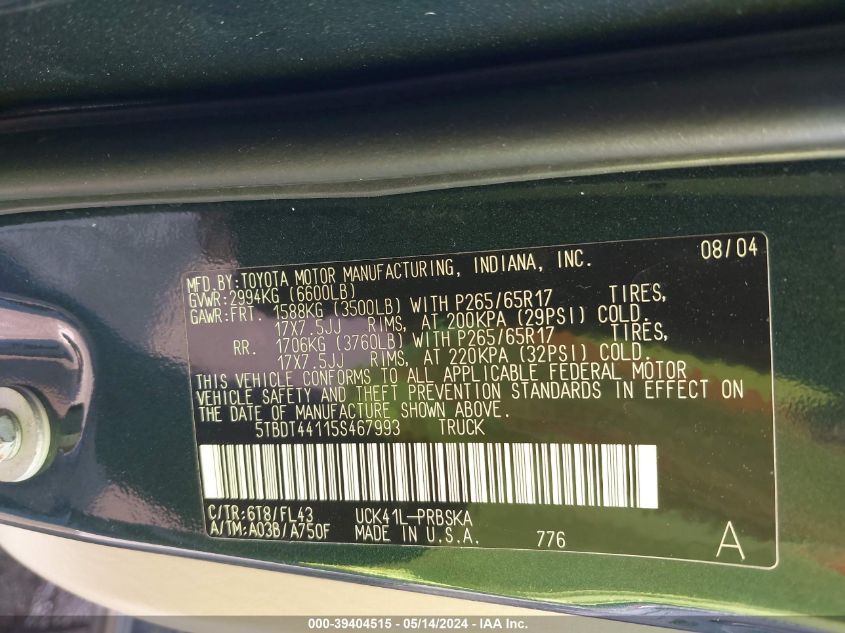 MFD. BY: TOYOTA MOTOR MANUFACTURING, INDIANA, INC. 08/04
GVWR: 2994KG (6600LB)
GAWR: FRT 1588KG (3500LB) WITH P265/65R17 TIRES,
17X7.5JJ RIMS, AT 200KPA (29PSI) COLD.
RR. 1706KG (3760LB) WITH P265/65R17 TIRES,
17X7.5JJ RIMS, AT 220KPA (32PSI) COLD.
THIS VEHICLE CONFORMS TO ALL APPLICABLE FEDERAL MOTOR
VEHICLE SAFETY AND THEFT PREVENTION STANDARDS IN EFFECT ON
THE DATE OF MANUFACTURE SHOWN ABOVE.
5TBDT44115S467993 TRUCK
C/TR: 6T8/FL43 UCK41L-PRBSKA
A/TM: A03B/A750F MADE IN U.S.A. 776 A
000-39404515 - 05/14/2024 - IAA Inc.